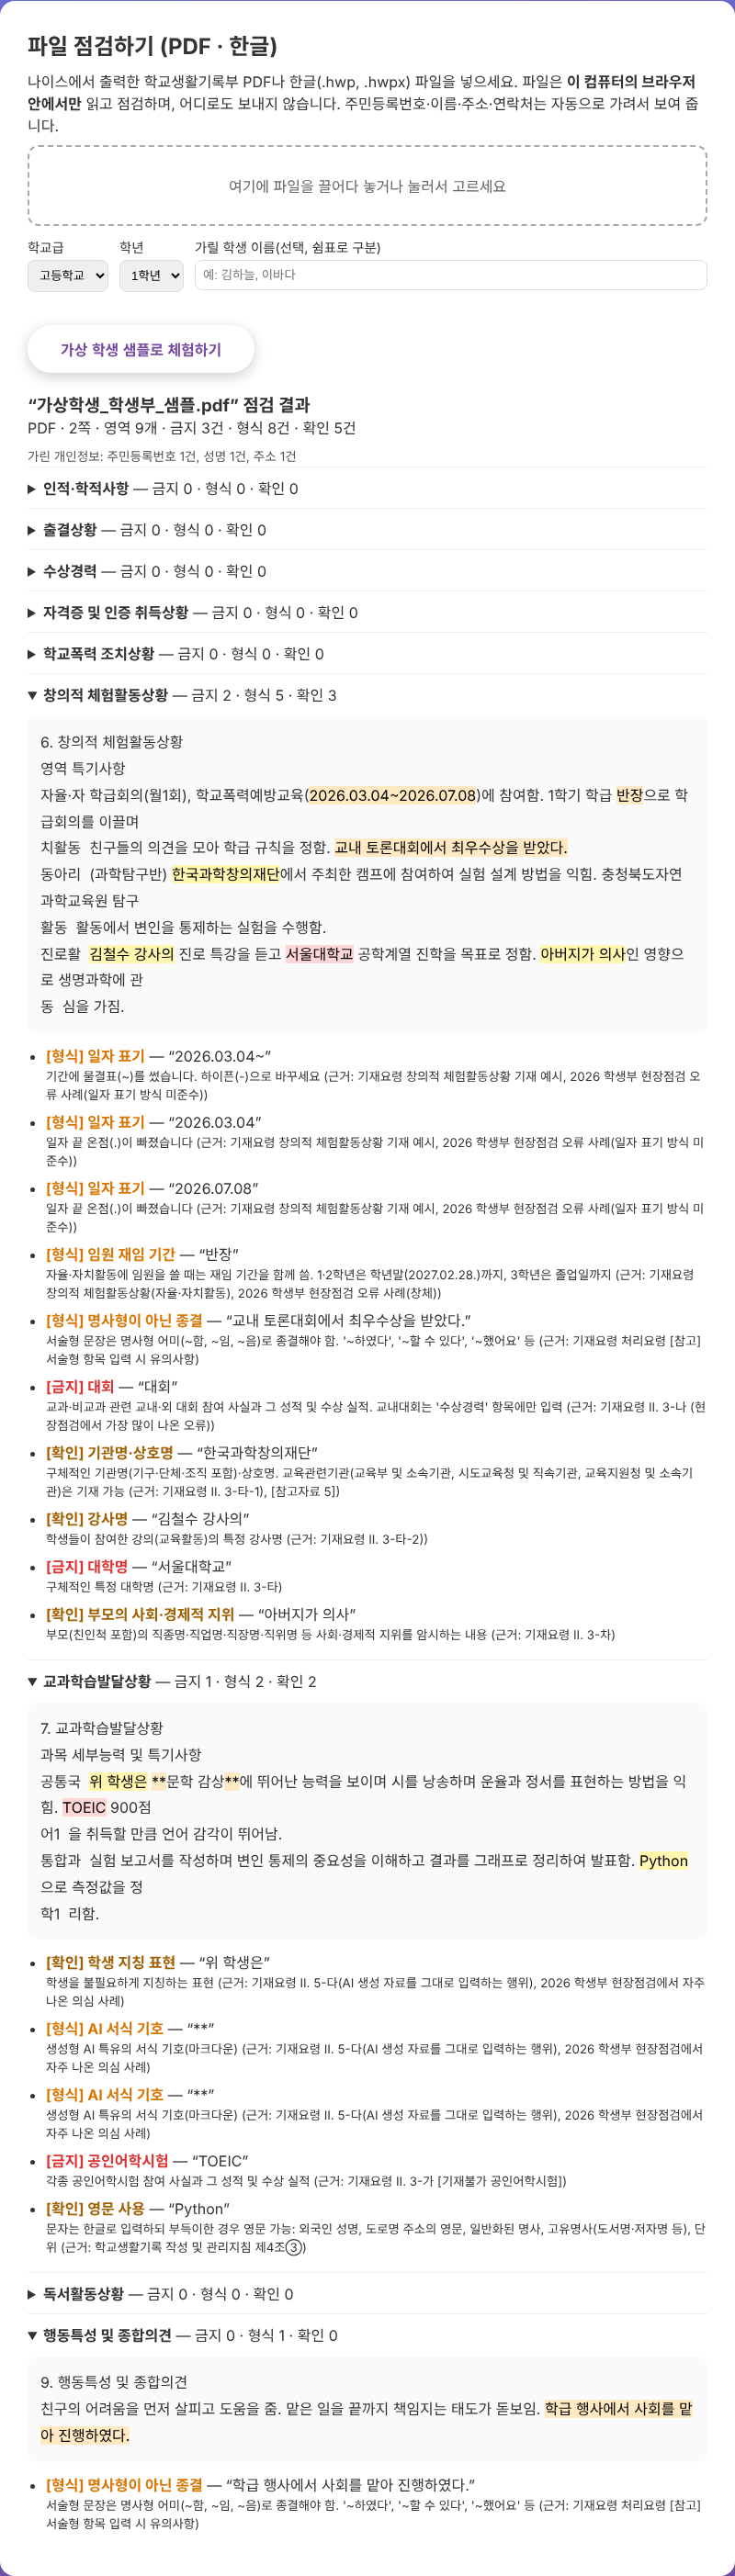 파일 점검하기 (PDF · 한글)
나이스에서 출력한 학교생활기록부 PDF나 한글(.hwp, .hwpx) 파일을 넣으세요. 파일은 이 컴퓨터의 브라우저
안에서만 읽고 점검하며, 어디로도 보내지 않습니다. 주민등록번호·이름·주소·연락처는 자동으로 가려서 보여 줍
니다.
여기에 파일을 끌어다 놓거나 눌러서 고르세요
학교급 학년 가릴 학생 이름(선택, 쉼표로 구분)
고등학교 1학년 예: 김하늘, 이바다
가상 학생 샘플로 체험하기
“가상학생_학생부_샘플.pdf” 점검 결과
PDF · 2쪽 · 영역 9개 · 금지 3건 · 형식 8건 · 확인 5건
가린 개인정보: 주민등록번호 1건, 성명 1건, 주소 1건
▶ 인적·학적사항 — 금지 0 · 형식 0 · 확인 0
▶ 출결상황 — 금지 0 · 형식 0 · 확인 0
▶ 수상경력 — 금지 0 · 형식 0 · 확인 0
▶ 자격증 및 인증 취득상황 — 금지 0 · 형식 0 · 확인 0
▶ 학교폭력 조치상황 — 금지 0 · 형식 0 · 확인 0
▼ 창의적 체험활동상황 — 금지 2 · 형식 5 · 확인 3
6. 창의적 체험활동상황
영역 특기사항
자율·자 학급회의(월1회), 학교폭력예방교육(2026.03.04~2026.07.08)에 참여함. 1학기 학급 반장으로 학
급회의를 이끌며
치활동 친구들의 의견을 모아 학급 규칙을 정함. 교내 토론대회에서 최우수상을 받았다.
동아리 (과학탐구반) 한국과학창의재단에서 주최한 캠프에 참여하여 실험 설계 방법을 익힘. 충청북도자연
과학교육원 탐구
활동 활동에서 변인을 통제하는 실험을 수행함.
진로활 김철수 강사의 진로 특강을 듣고 서울대학교 공학계열 진학을 목표로 정함. 아버지가 의사인 영향으
로 생명과학에 관
동 심을 가짐.
• [형식] 일자 표기 — “2026.03.04~”
기간에 물결표(~)를 썼습니다. 하이픈(-)으로 바꾸세요 (근거: 기재요령 창의적 체험활동상황 기재 예시, 2026 학생부 현장점검 오
류 사례(일자 표기 방식 미준수))
• [형식] 일자 표기 — “2026.03.04”
일자 끝 온점(.)이 빠졌습니다 (근거: 기재요령 창의적 체험활동상황 기재 예시, 2026 학생부 현장점검 오류 사례(일자 표기 방식 미
준수))
• [형식] 일자 표기 — “2026.07.08”
일자 끝 온점(.)이 빠졌습니다 (근거: 기재요령 창의적 체험활동상황 기재 예시, 2026 학생부 현장점검 오류 사례(일자 표기 방식 미
준수))
• [형식] 임원 재임 기간 — “반장”
자율·자치활동에 임원을 쓸 때는 재임 기간을 함께 씀. 1·2학년은 학년말(2027.02.28.)까지, 3학년은 졸업일까지 (근거: 기재요령
창의적 체험활동상황(자율·자치활동), 2026 학생부 현장점검 오류 사례(창체))
• [형식] 명사형이 아닌 종결 — “교내 토론대회에서 최우수상을 받았다.”
서술형 문장은 명사형 어미(~함, ~임, ~음)로 종결해야 함. '~하였다', '~할 수 있다', '~했어요' 등 (근거: 기재요령 처리요령 [참고]
서술형 항목 입력 시 유의사항)
• [금지] 대회 — “대회”
교과·비교과 관련 교내·외 대회 참여 사실과 그 성적 및 수상 실적. 교내대회는 '수상경력' 항목에만 입력 (근거: 기재요령 Ⅱ. 3-나 (현
장점검에서 가장 많이 나온 오류))
• [확인] 기관명·상호명 — “한국과학창의재단”
구체적인 기관명(기구·단체·조직 포함)·상호명. 교육관련기관(교육부 및 소속기관, 시도교육청 및 직속기관, 교육지원청 및 소속기
관)은 기재 가능 (근거: 기재요령 Ⅱ. 3-타-1), [참고자료 5])
• [확인] 강사명 — “김철수 강사의”
학생들이 참여한 강의(교육활동)의 특정 강사명 (근거: 기재요령 Ⅱ. 3-타-2))
• [금지] 대학명 — “서울대학교”
구체적인 특정 대학명 (근거: 기재요령 Ⅱ. 3-타)
• [확인] 부모의 사회·경제적 지위 — “아버지가 의사”
부모(친인척 포함)의 직종명·직업명·직장명·직위명 등 사회·경제적 지위를 암시하는 내용 (근거: 기재요령 Ⅱ. 3-차)
▼ 교과학습발달상황 — 금지 1 · 형식 2 · 확인 2
7. 교과학습발달상황
과목 세부능력 및 특기사항
공통국 위 학생은 **문학 감상**에 뛰어난 능력을 보이며 시를 낭송하며 운율과 정서를 표현하는 방법을 익
힘. TOEIC 900점
어1 을 취득할 만큼 언어 감각이 뛰어남.
통합과 실험 보고서를 작성하며 변인 통제의 중요성을 이해하고 결과를 그래프로 정리하여 발표함. Python
으로 측정값을 정
학1 리함.
• [확인] 학생 지칭 표현 — “위 학생은”
학생을 불필요하게 지칭하는 표현 (근거: 기재요령 Ⅱ. 5-다(AI 생성 자료를 그대로 입력하는 행위), 2026 학생부 현장점검에서 자주
나온 의심 사례)
• [형식] AI 서식 기호 — “**”
생성형 AI 특유의 서식 기호(마크다운) (근거: 기재요령 Ⅱ. 5-다(AI 생성 자료를 그대로 입력하는 행위), 2026 학생부 현장점검에서
자주 나온 의심 사례)
• [형식] AI 서식 기호 — “**”
생성형 AI 특유의 서식 기호(마크다운) (근거: 기재요령 Ⅱ. 5-다(AI 생성 자료를 그대로 입력하는 행위), 2026 학생부 현장점검에서
자주 나온 의심 사례)
• [금지] 공인어학시험 — “TOEIC”
각종 공인어학시험 참여 사실과 그 성적 및 수상 실적 (근거: 기재요령 Ⅱ. 3-가 [기재불가 공인어학시험])
• [확인] 영문 사용 — “Python”
문자는 한글로 입력하되 부득이한 경우 영문 가능: 외국인 성명, 도로명 주소의 영문, 일반화된 명사, 고유명사(도서명·저자명 등), 단
위 (근거: 학교생활기록 작성 및 관리지침 제4조③)
▶ 독서활동상황 — 금지 0 · 형식 0 · 확인 0
▼ 행동특성 및 종합의견 — 금지 0 · 형식 1 · 확인 0
9. 행동특성 및 종합의견
친구의 어려움을 먼저 살피고 도움을 줌. 맡은 일을 끝까지 책임지는 태도가 돋보임. 학급 행사에서 사회를 맡
아 진행하였다.
• [형식] 명사형이 아닌 종결 — “학급 행사에서 사회를 맡아 진행하였다.”
서술형 문장은 명사형 어미(~함, ~임, ~음)로 종결해야 함. '~하였다', '~할 수 있다', '~했어요' 등 (근거: 기재요령 처리요령 [참고]
서술형 항목 입력 시 유의사항)